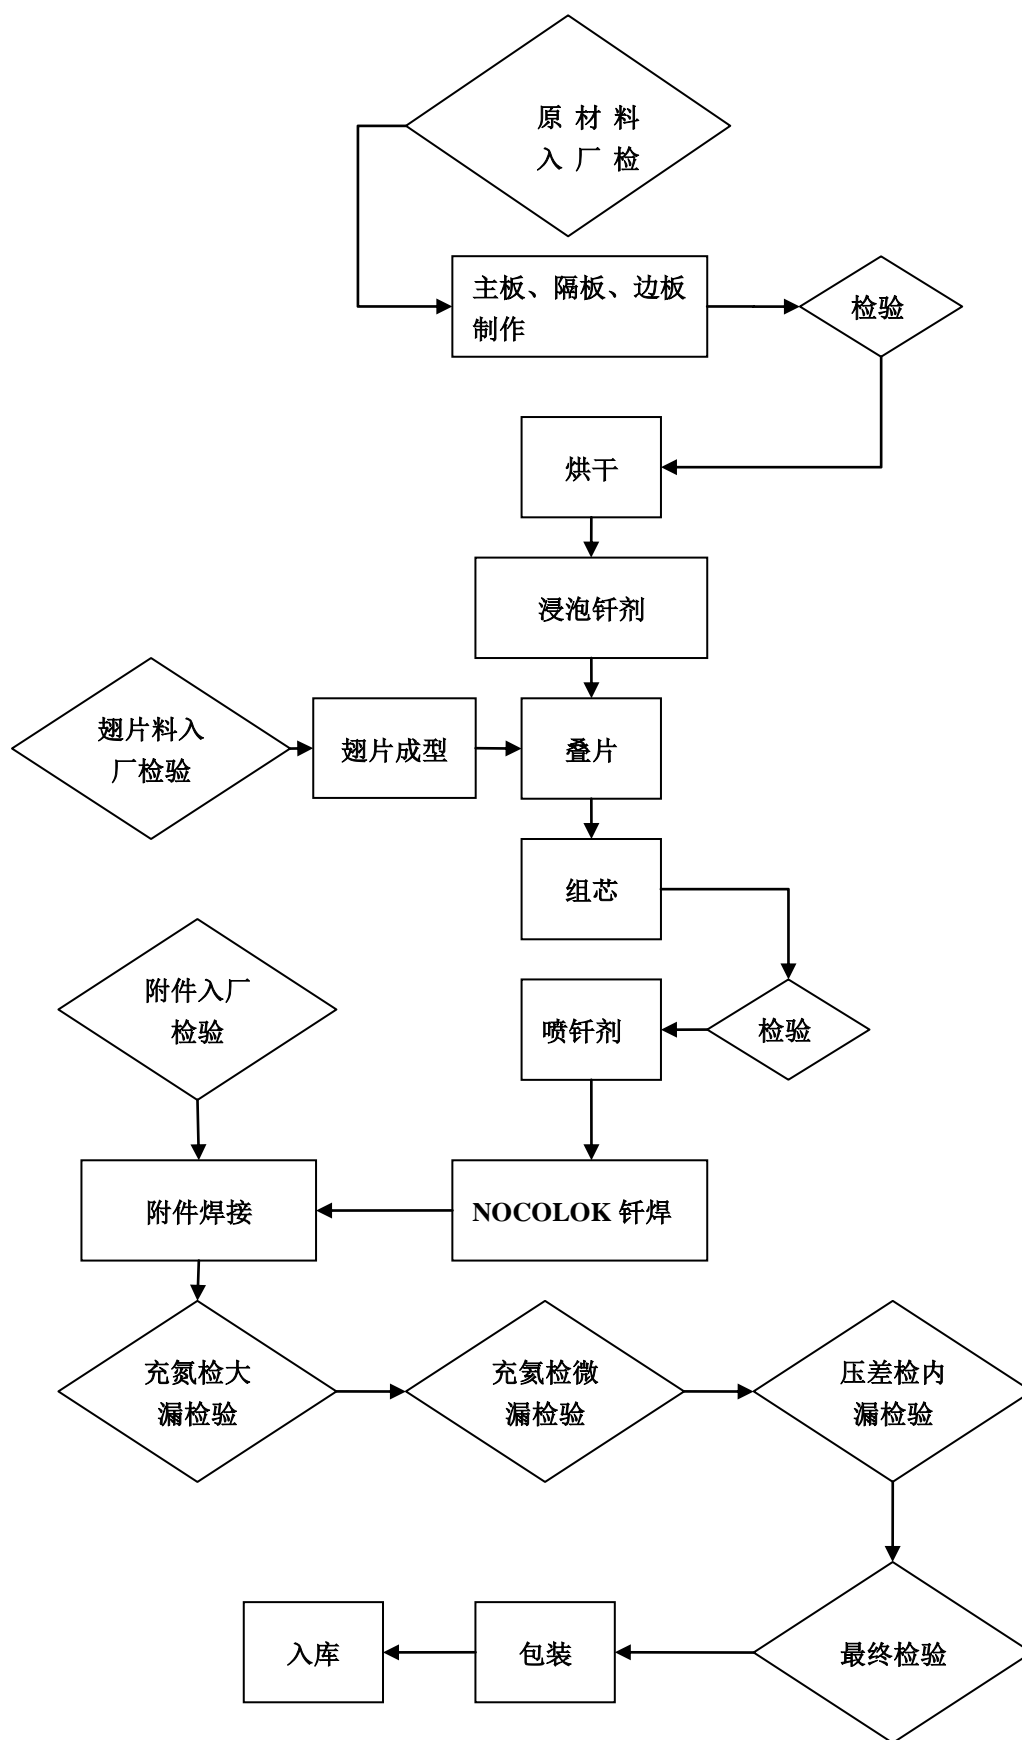 原 材 料
入 厂 检
主板、隔板、边板
制作
检验
烘干
浸泡钎剂
翅片料入
厂检验
翅片成型
叠片
组芯
附件入厂
检验
喷钎剂
检验
附件焊接
NOCOLOK 钎焊
充氮检大
漏检验
充氦检微
漏检验
压差检内
漏检验
入库
包装
最终检验